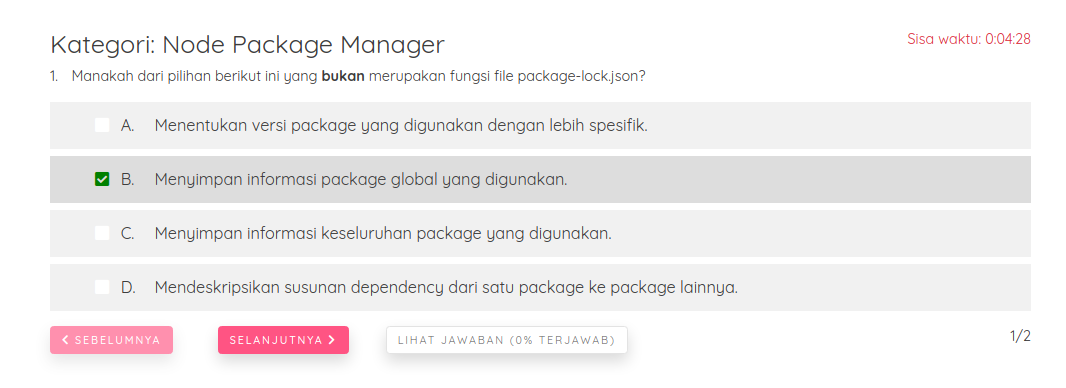 Kategori: Node Package Manager
Sisa waktu: 0:04:28
1. Manakah dari pilihan berikut ini yang bukan merupakan fungsi file package-lock.json?
A. Menentukan versi package yang digunakan dengan lebih spesifik.
B. Menyimpan informasi package global yang digunakan.
C. Menyimpan informasi keseluruhan package yang digunakan.
D. Mendeskripsikan susunan dependency dari satu package ke package lainnya.
SEBELUMNYA SELANJUTNYA LIHAT JAWABAN (0% TERJAWAB) 1/2